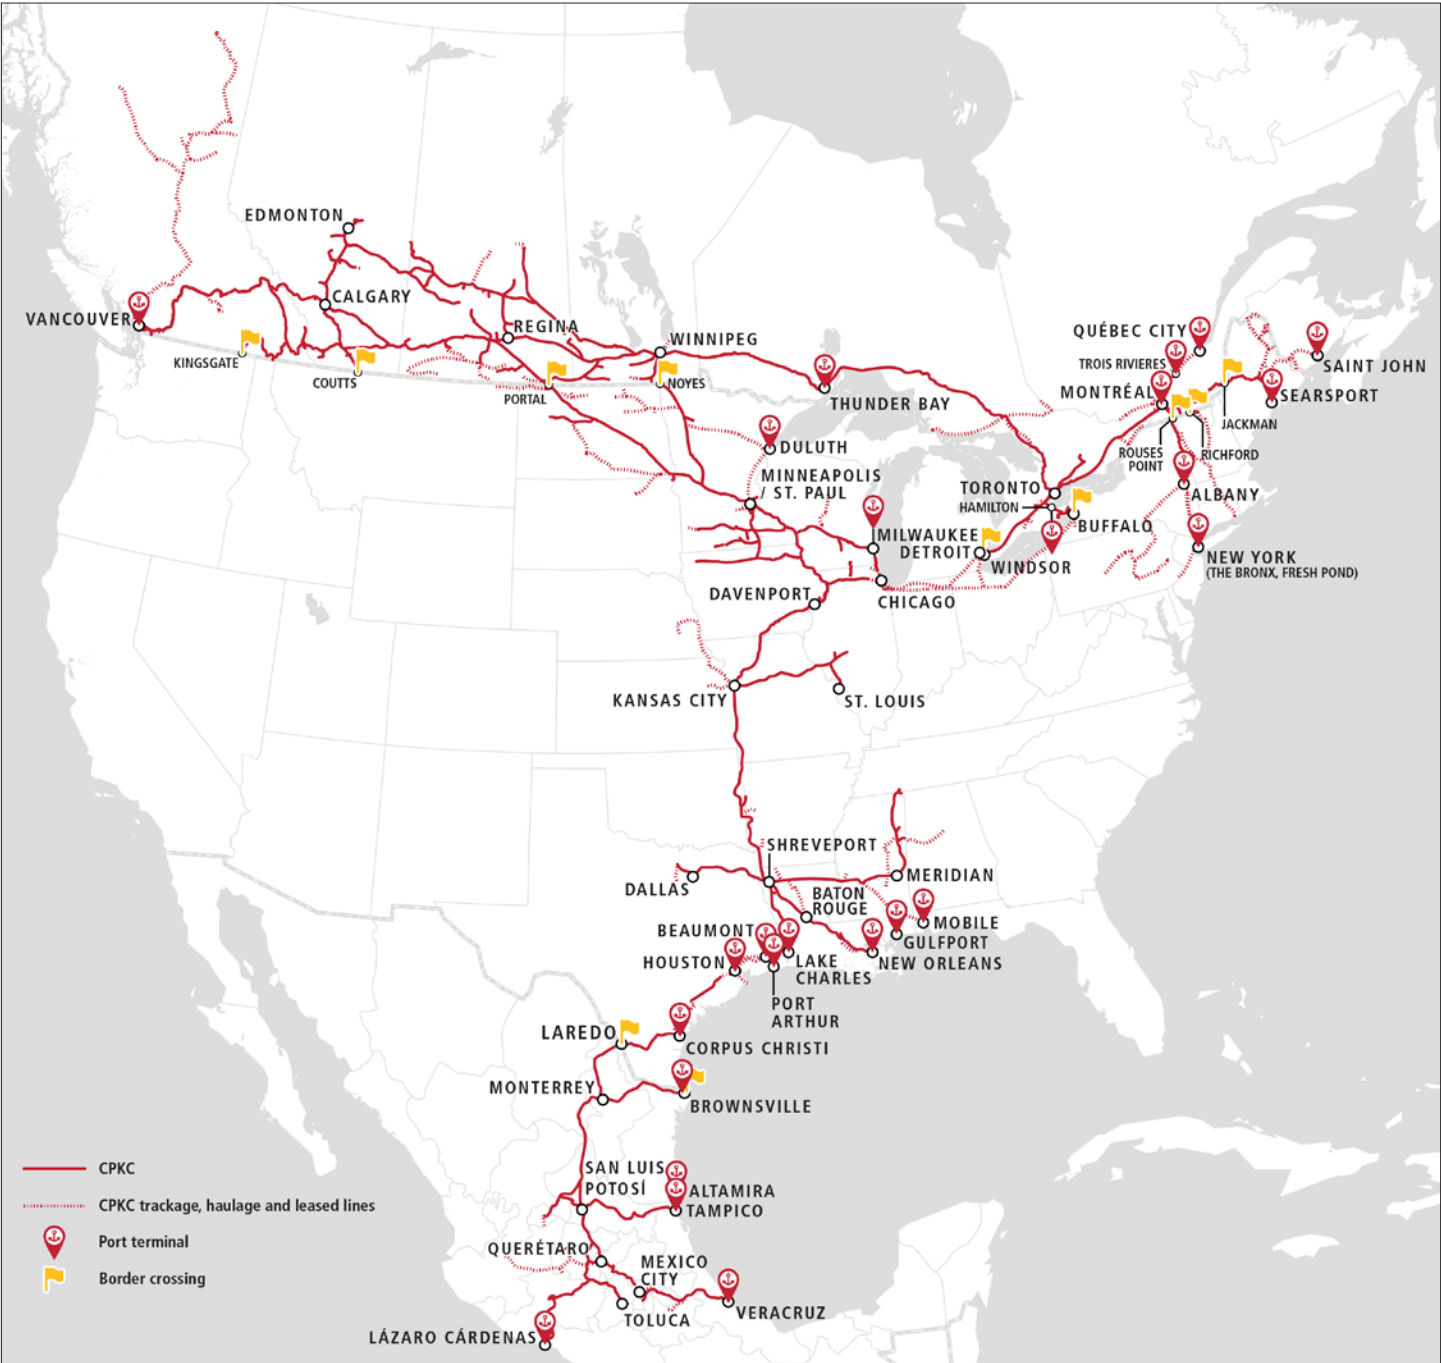 EDMONTON
CALGARY
VANCOUVER
REGINA
WINNIPEG
KINGSGATE
COUTTS
PORTAL
NOYES
THUNDER BAY
QUÉBEC CITY
TROIS RIVIERES
MONTRÉAL
SAINT JOHN
SEARSPORT
JACKMAN
ROUSES
POINT
RICHFORD
DULUTH
MINNEAPOLIS
/ ST. PAUL
TORONTO
HAMILTON
ALBANY
BUFFALO
MILWAUKEE
DETROIT
WINDSOR
NEW YORK
(THE BRONX, FRESH POND)
DAVENPORT
CHICAGO
KANSAS CITY
ST. LOUIS
SHREVEPORT
DALLAS
MERIDIAN
BATON
ROUGE
BEAUMONT
MOBILE
GULFPORT
HOUSTON
LAKE
CHARLES
NEW ORLEANS
PORT
ARTHUR
LAREDO
CORPUS CHRISTI
MONTERREY
BROWNSVILLE
SAN LUIS
POTOSÍ
ALTAMIRA
TAMPICO
QUERÉTARO
MEXICO
CITY
TOLUCA
VERACRUZ
LÁZARO CÁRDENAS
CPKC
CPKC trackage, haulage and leased lines
Port terminal
Border crossing